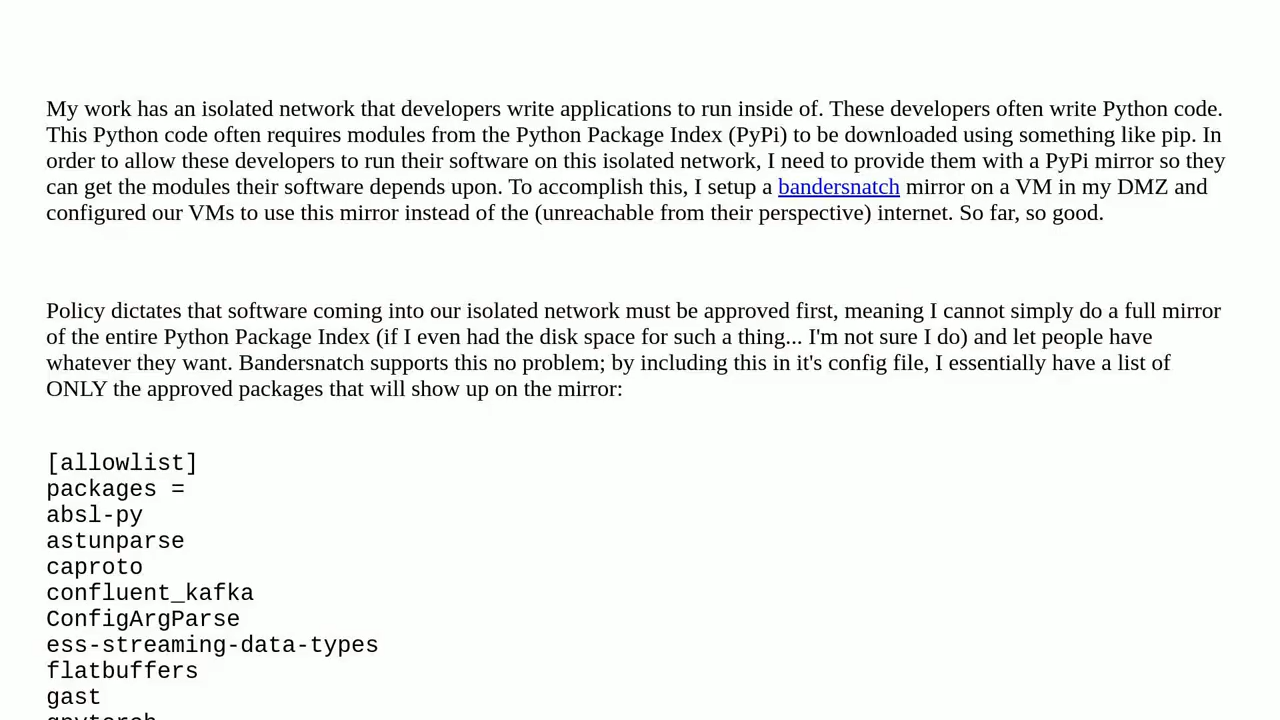 My work has an isolated network that developers write applications to run inside of. These developers often write Python code.
This Python code often requires modules from the Python Package Index (PyPi) to be downloaded using something like pip. In
order to allow these developers to run their software on this isolated network, I need to provide them with a PyPi mirror so they
can get the modules their software depends upon. To accomplish this, I setup a bandersnatch mirror on a VM in my DMZ and
configured our VMs to use this mirror instead of the (unreachable from their perspective) internet. So far, so good.
Policy dictates that software coming into our isolated network must be approved first, meaning I cannot simply do a full mirror
of the entire Python Package Index (if I even had the disk space for such a thing... I'm not sure I do) and let people have
whatever they want. Bandersnatch supports this no problem; by including this in it's config file, I essentially have a list of
ONLY the approved packages that will show up on the mirror:
[allowlist]
packages =
absl-py
astunparse
caproto
confluent_kafka
ConfigArgParse
ess-streaming-data-types
flatbuffers
gast